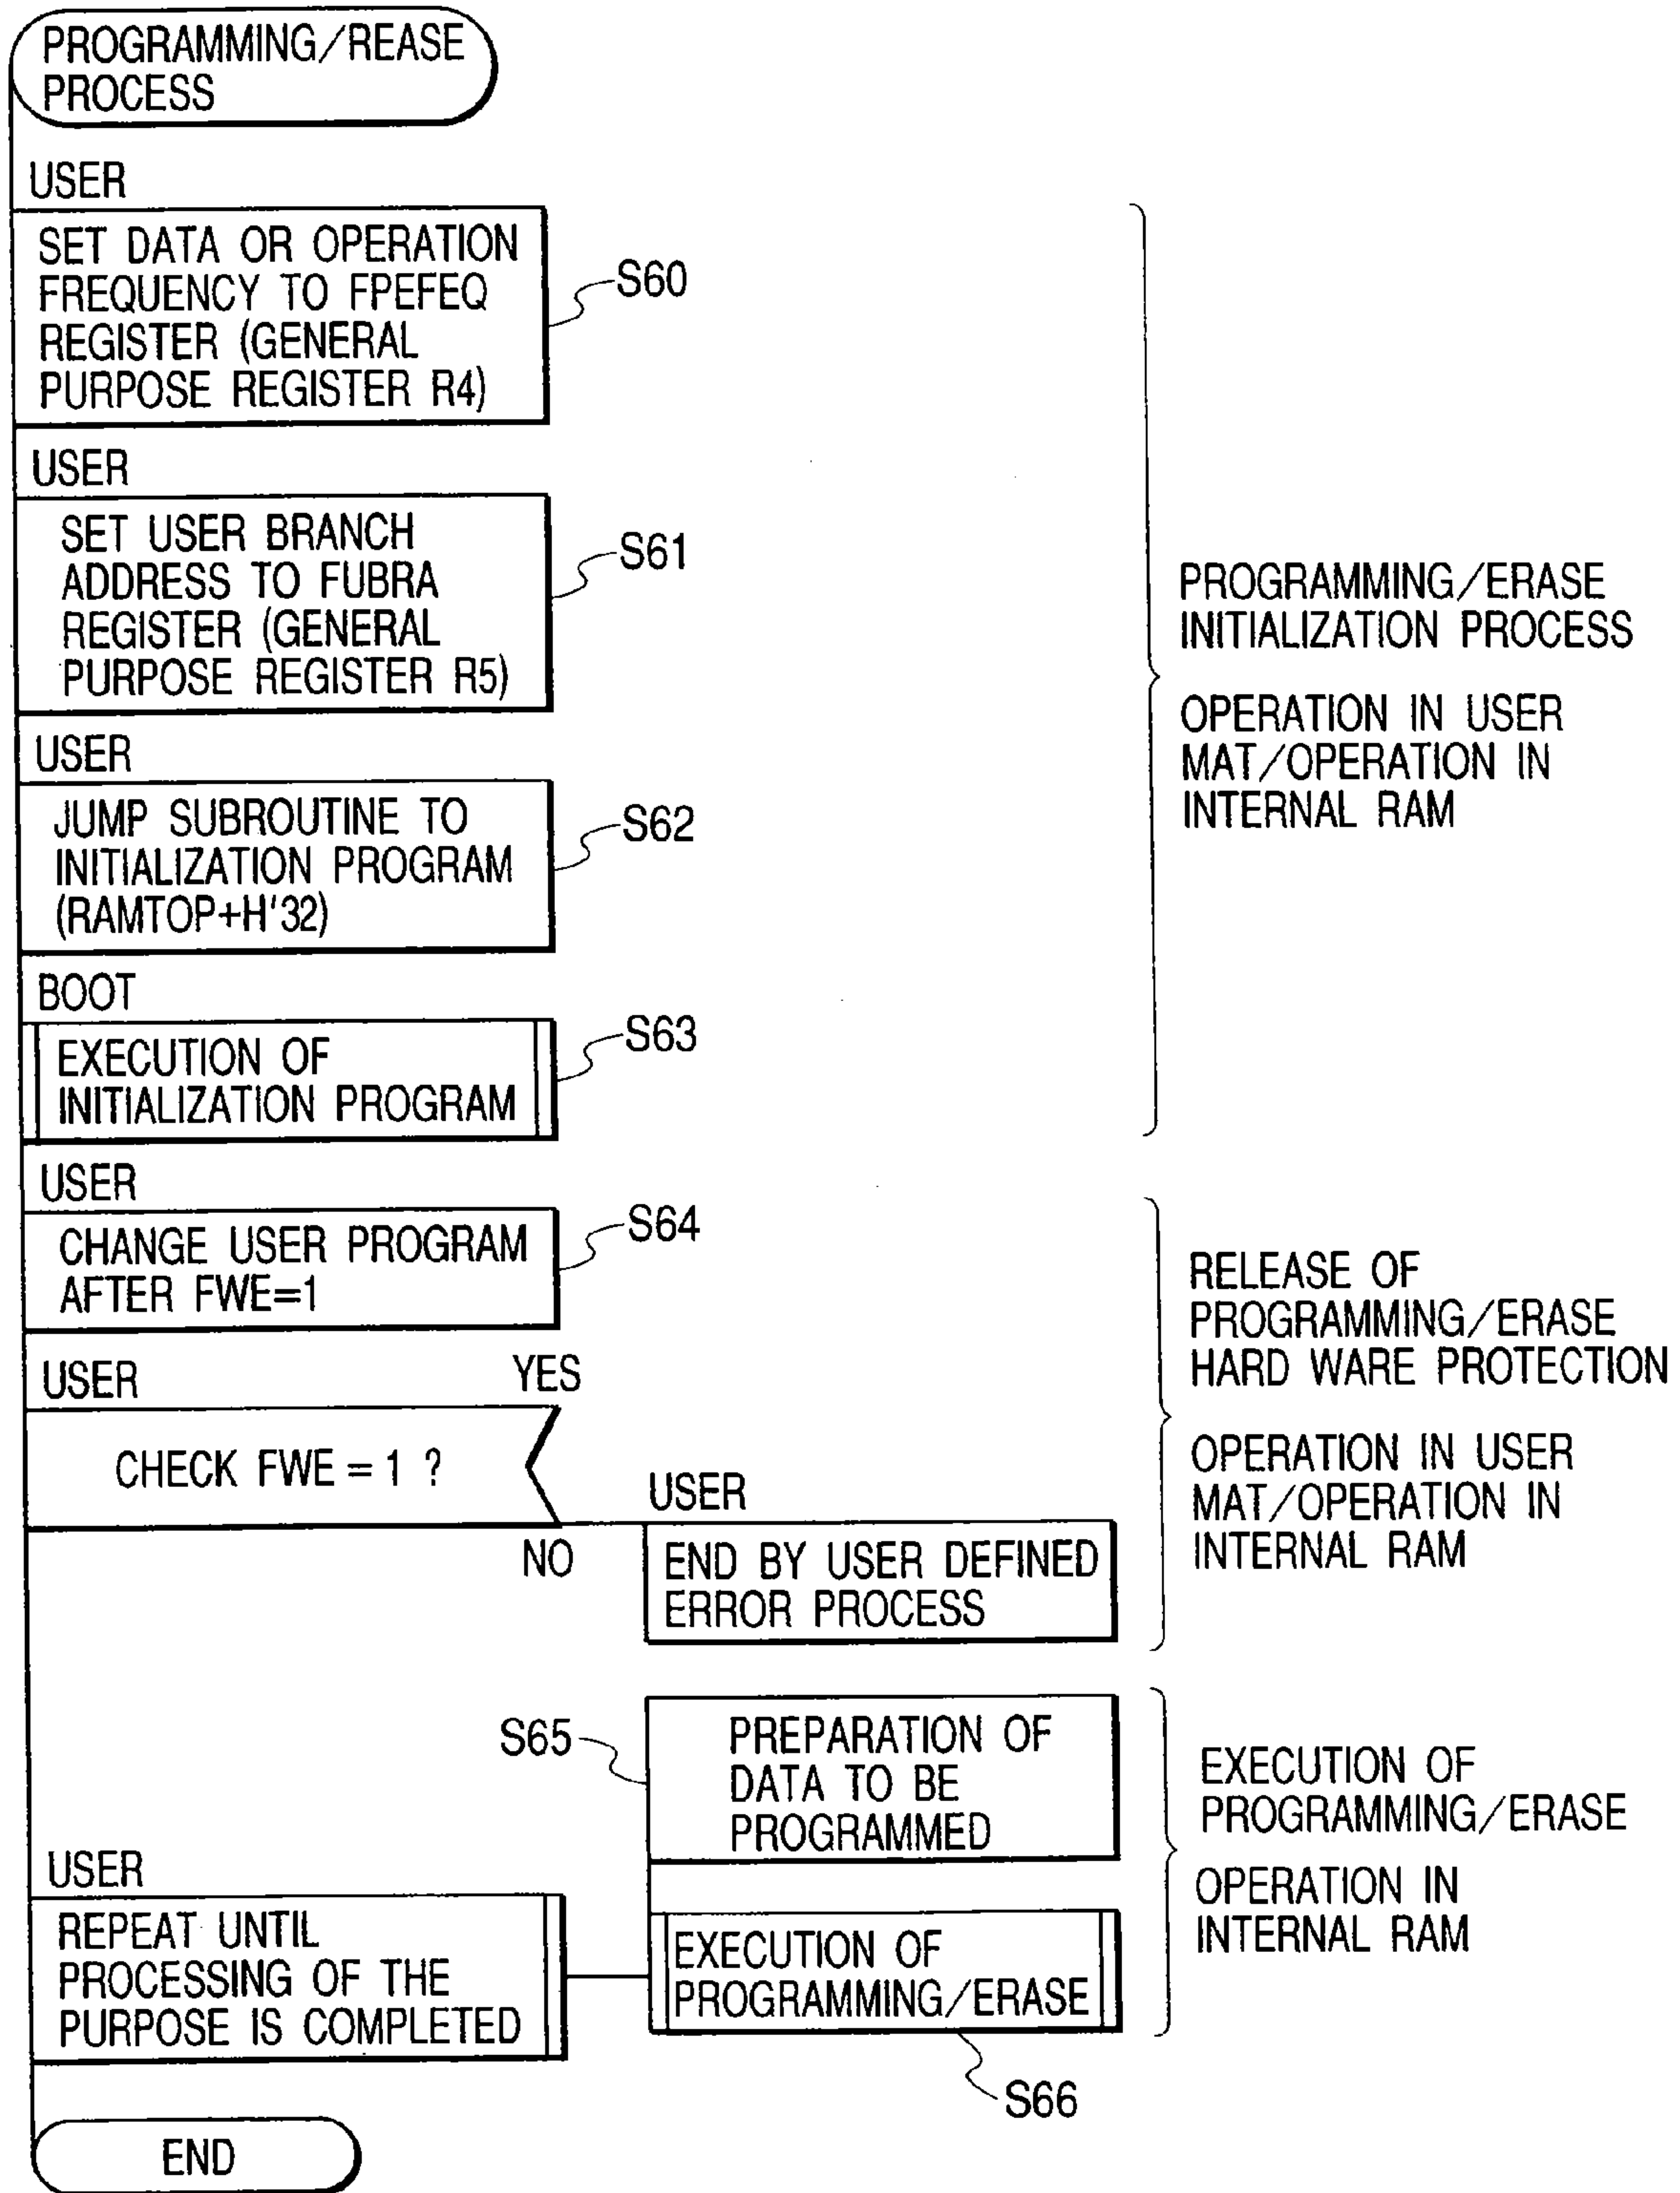 PROGRAMMING/REASE
PROCESS
USER
SET DATA OR OPERATION
FREQUENCY TO FPEFEQ
REGISTER (GENERAL
PURPOSE REGISTER R4)
S60
USER
SET USER BRANCH
ADDRESS TO FUBRA
REGISTER (GENERAL
PURPOSE REGISTER R5)
S61
USER
JUMP SUBROUTINE TO
INITIALIZATION PROGRAM
(RAMTOP+H'32)
S62
BOOT
EXECUTION OF
INITIALIZATION PROGRAM
S63
PROGRAMMING/ERASE
INITIALIZATION PROCESS
OPERATION IN USER
MAT/OPERATION IN
INTERNAL RAM
USER
CHANGE USER PROGRAM
AFTER FWE=1
S64
USER
YES
CHECK FWE = 1 ?
NO
USER
END BY USER DEFINED
ERROR PROCESS
RELEASE OF
PROGRAMMING/ERASE
HARD WARE PROTECTION
OPERATION IN USER
MAT/OPERATION IN
INTERNAL RAM
S65
PREPARATION OF
DATA TO BE
PROGRAMMED
USER
REPEAT UNTIL
PROCESSING OF THE
PURPOSE IS COMPLETED
EXECUTION OF
PROGRAMMING/ERASE
S66
EXECUTION OF
PROGRAMMING/ERASE
OPERATION IN
INTERNAL RAM
END